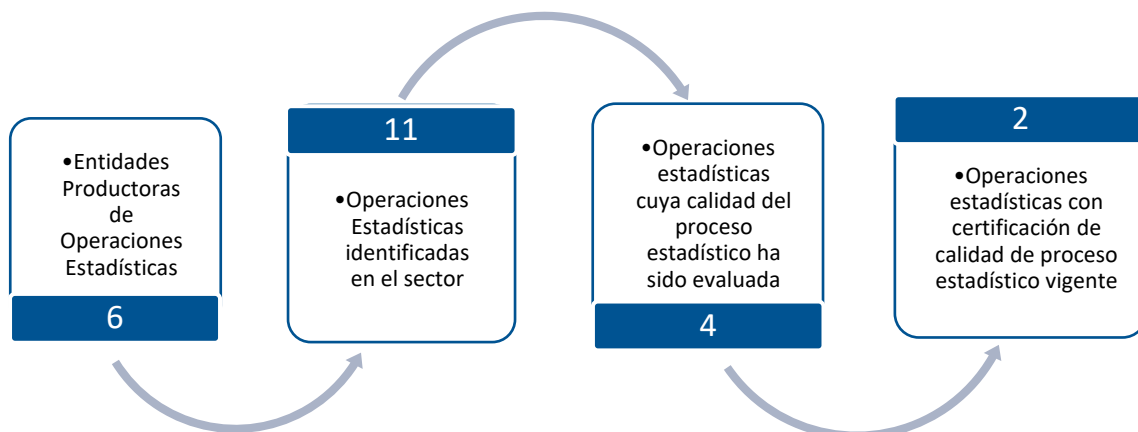 •Entidades
Productoras
de
Operaciones
Estadísticas
6
11
•Operaciones
Estadísticas
identificadas
en el sector
•Operaciones
estadísticas
cuya calidad del
proceso
estadístico ha
sido evaluada
4
2
•Operaciones
estadísticas con
certificación de
calidad de proceso
estadístico vigente